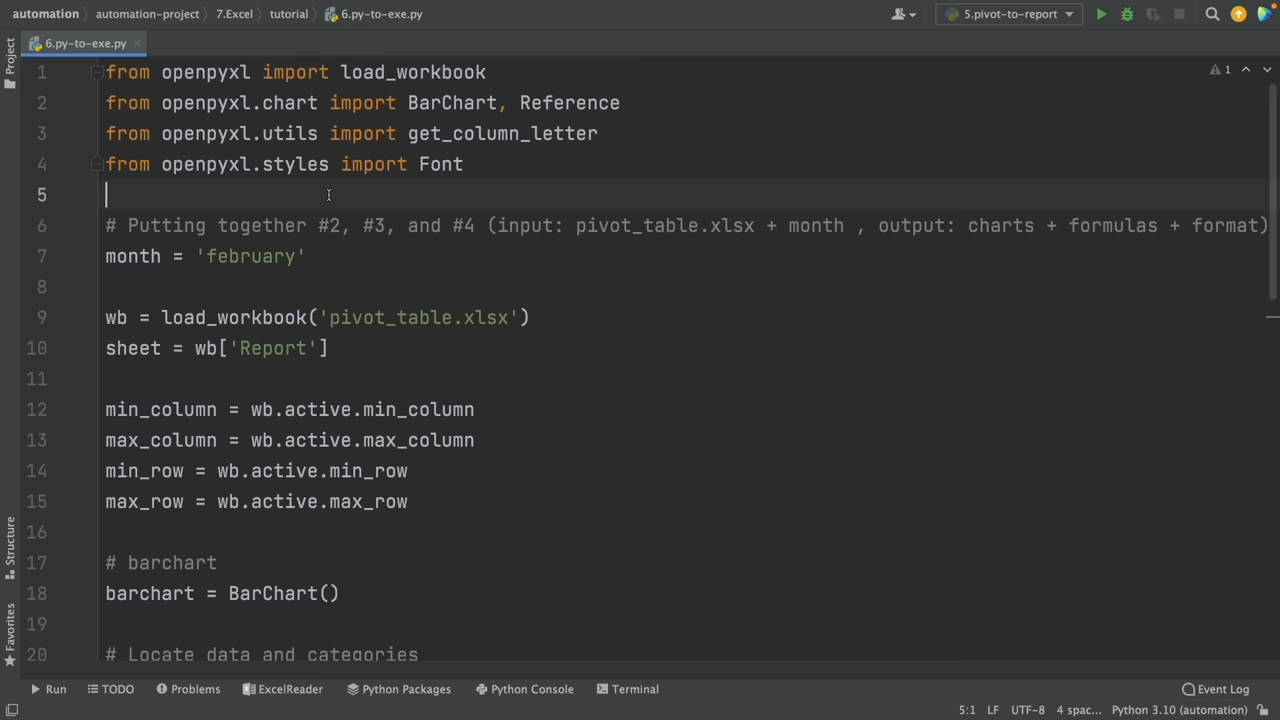 automation automation-project 7.Excel tutorial 6.py-to-exe.py 5.pivot-to-report
Project
6.py-to-exe.py
1 from openpyxl import load_workbook
1
2 from openpyxl.chart import BarChart, Reference
3 from openpyxl.utils import get_column_letter
4 from openpyxl.styles import Font
5
6 # Putting together #2, #3, and #4 (input: pivot_table.xlsx + month , output: charts + formulas + format)
7 month = 'february'
8
9 wb = load_workbook('pivot_table.xlsx')
10 sheet = wb['Report']
11
12 min_column = wb.active.min_column
13 max_column = wb.active.max_column
14 min_row = wb.active.min_row
15 max_row = wb.active.max_row
16
17 # barchart
18 barchart = BarChart()
19
20 # Locate data and categories
Structure
Favorites
Run TODO Problems ExcelReader Python Packages Python Console Terminal Event Log
5:1 LF UTF-8 4 spac... Python 3.10 (automation)